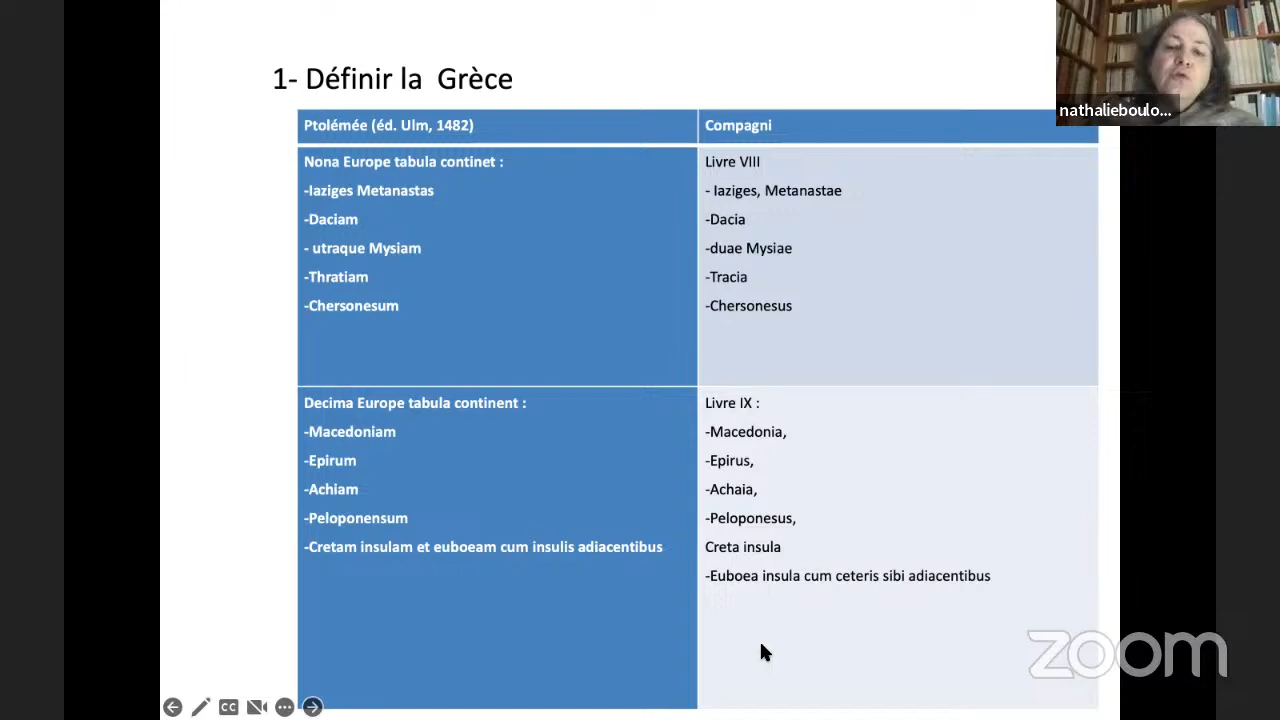 1- Définir la Grèce
nathalieboulo...
Ptolémée (éd. Ulm, 1482)
Compagni
Nona Europe tabula continet :
-Iaziges Metanastas
-Daciam
- utraque Mysiam
-Thratiam
-Chersonesum
Livre VIII
- Iaziges, Metanastae
-Dacia
-duae Mysiae
-Tracia
-Chersonesus
Decima Europe tabula continent :
-Macedoniam
-Epirum
-Achiam
-Peloponensum
-Cretam insulam et euboeam cum insulis adiacentibus
Livre IX :
-Macedonia,
-Epirus,
-Achaia,
-Peloponesus,
Creta insula
-Euboea insula cum ceteris sibi adiacentibus
CC
zoom